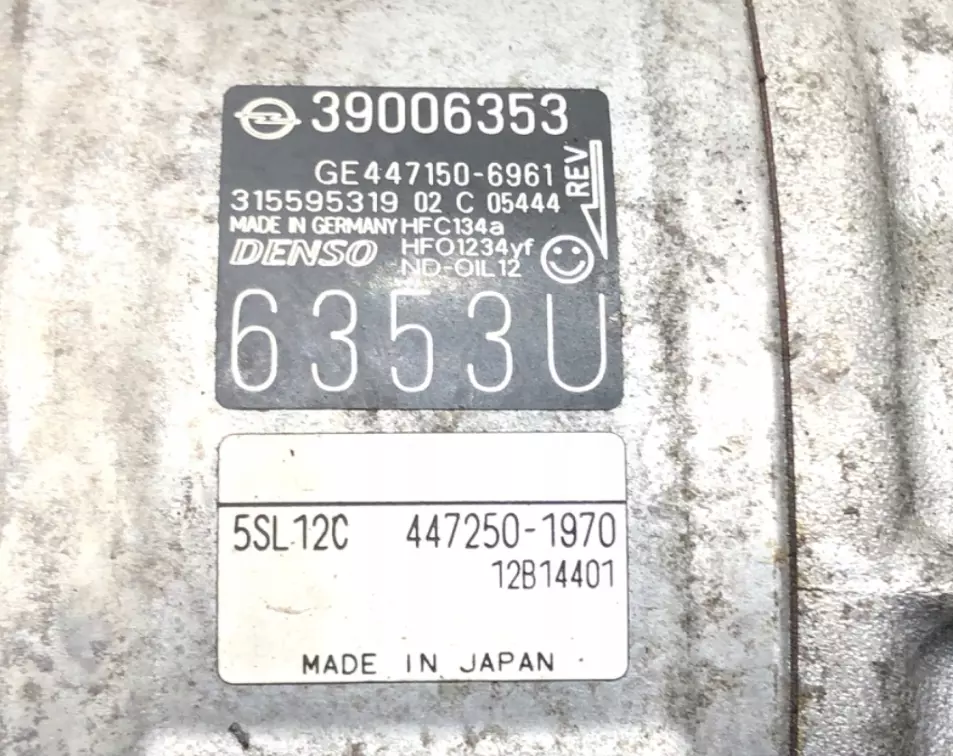 39006353
GE447150-6961
REV
315595319 02 C 05444
MADE IN GERMANY HFC134a
DENSO HFO1234yf
ND-OIL12
6353U
5SL12C 447250-1970
12B14401
MADE IN JAPAN